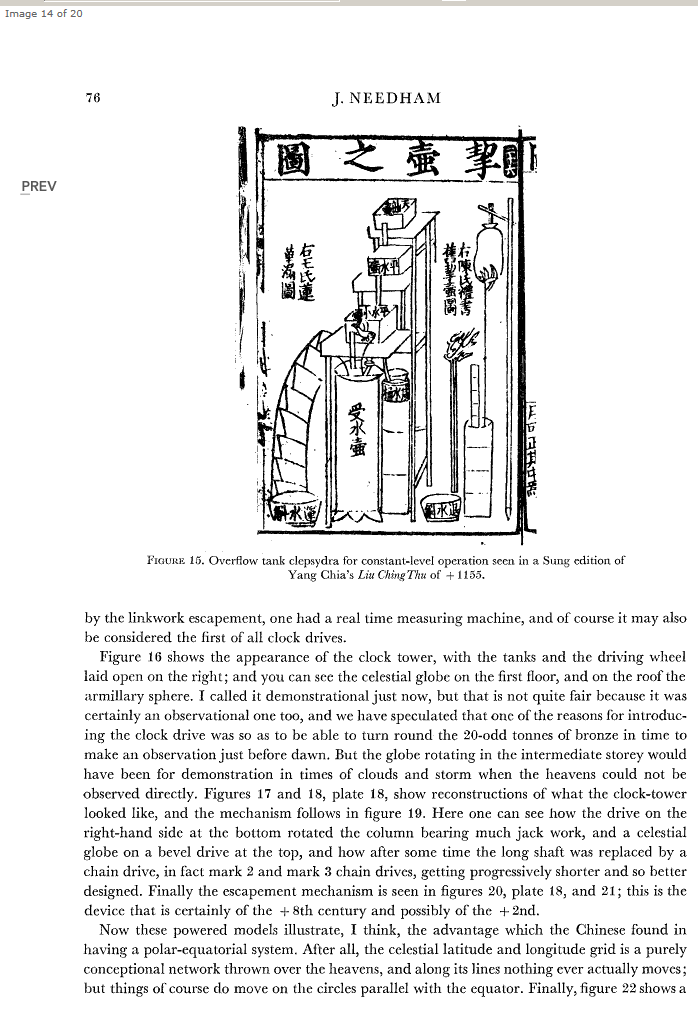 Image 14 of 20
76
J. NEEDHAM
PREV
挈壺之圖
平水壺
平水小壺
右毛氏蓮
華漏圖
右陳氏禮書
受水壺
退水
FIGURE 15. Overflow tank clepsydra for constant-level operation seen in a Sung edition of
Yang Chia's Liu Ching Thu of +1155.
by the linkwork escapement, one had a real time measuring machine, and of course it may also
be considered the first of all clock drives.
Figure 16 shows the appearance of the clock tower, with the tanks and the driving wheel
laid open on the right; and you can see the celestial globe on the first floor, and on the roof the
armillary sphere. I called it demonstrational just now, but that is not quite fair because it was
certainly an observational one too, and we have speculated that one of the reasons for introduc-
ing the clock drive was so as to be able to turn round the 20-odd tonnes of bronze in time to
make an observation just before dawn. But the globe rotating in the intermediate storey would
have been for demonstration in times of clouds and storm when the heavens could not be
observed directly. Figures 17 and 18, plate 18, show reconstructions of what the clock-tower
looked like, and the mechanism follows in figure 19. Here one can see how the drive on the
right-hand side at the bottom rotated the column bearing much jack work, and a celestial
globe on a bevel drive at the top, and how after some time the long shaft was replaced by a
chain drive, in fact mark 2 and mark 3 chain drives, getting progressively shorter and so better
designed. Finally the escapement mechanism is seen in figures 20, plate 18, and 21; this is the
device that is certainly of the +8th century and possibly of the +2nd.
Now these powered models illustrate, I think, the advantage which the Chinese found in
having a polar-equatorial system. After all, the celestial latitude and longitude grid is a purely
conceptional network thrown over the heavens, and along its lines nothing ever actually moves;
but things of course do move on the circles parallel with the equator. Finally, figure 22 shows a